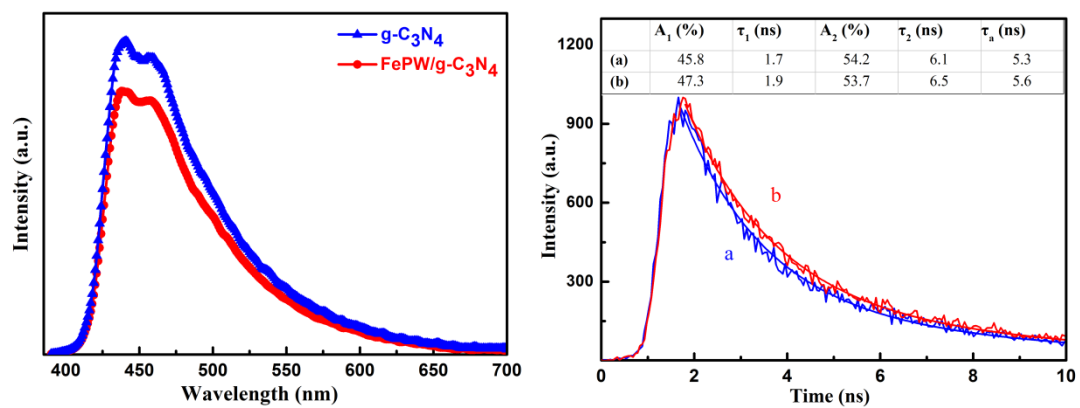 g-C₃N₄
FePW/g-C₃N₄
Intensity (a.u.)
400 450 500 550 600 650 700
Wavelength (nm)
A₁ (%) τ₁ (ns) A₂ (%) τ₂ (ns) τₐ (ns)
(a) 45.8 1.7 54.2 6.1 5.3
(b) 47.3 1.9 53.7 6.5 5.6
1200
900
600
300
Intensity (a.u.)
b
a
0 2 4 6 8 10
Time (ns)